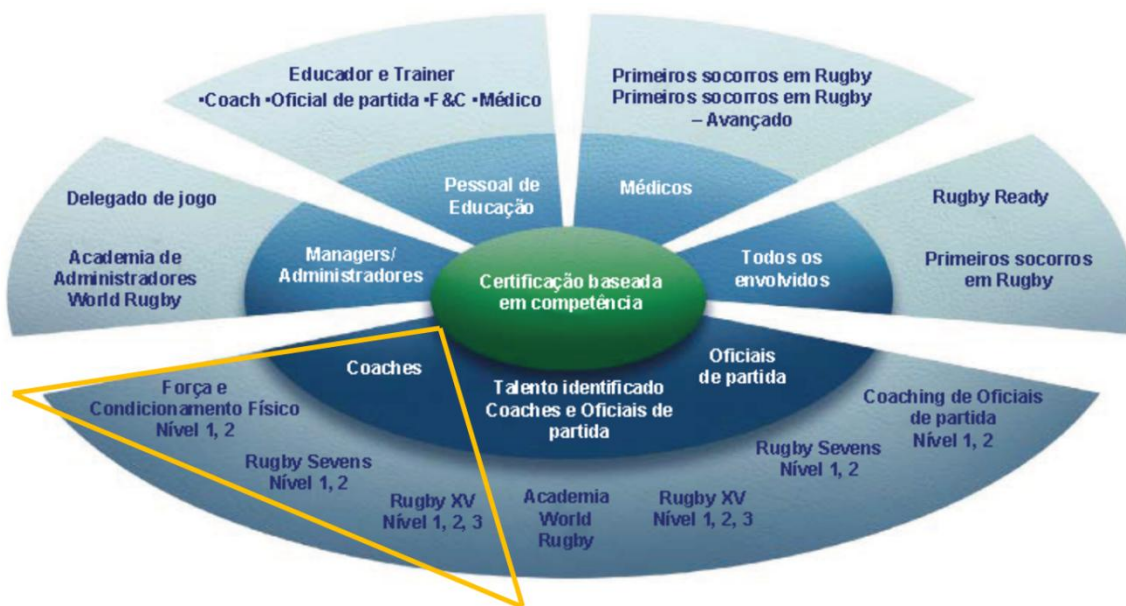 Educador e Trainer
•Coach •Oficial de partida •F&C •Médico
Primeiros socorros em Rugby
Primeiros socorros em Rugby
– Avançado
Pessoal de
Educação
Médicos
Delegado de jogo
Academia de
Administradores
World Rugby
Managers/
Administradores
Certificação baseada
em competência
Todos os
envolvidos
Rugby Ready
Primeiros socorros
em Rugby
Coaches
Talento identificado
Coaches e Oficiais de
partida
Oficiais
de partida
Força e
Condicionamento Físico
Nível 1, 2
Rugby Sevens
Nível 1, 2
Rugby XV
Nível 1, 2, 3
Academia
World
Rugby
Rugby XV
Nível 1, 2, 3
Rugby Sevens
Nível 1, 2
Coaching de Oficiais
de partida
Nível 1, 2